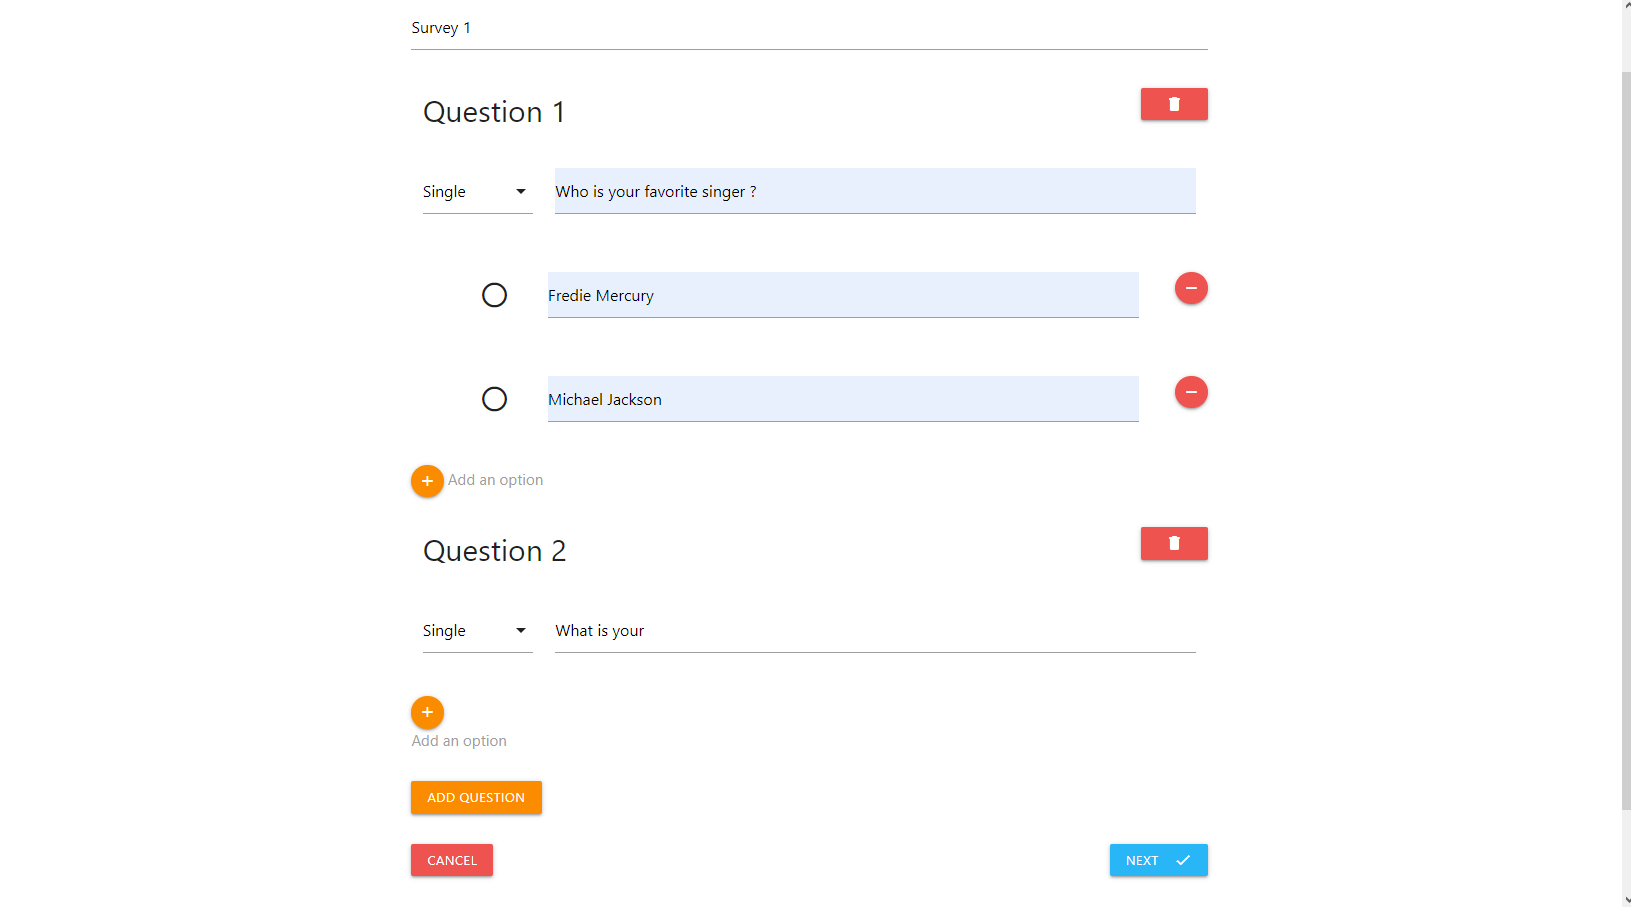 Survey 1
Question 1
Single
Who is your favorite singer ?
Fredie Mercury
Michael Jackson
Add an option
Question 2
Single
What is your
Add an option
ADD QUESTION
CANCEL
NEXT